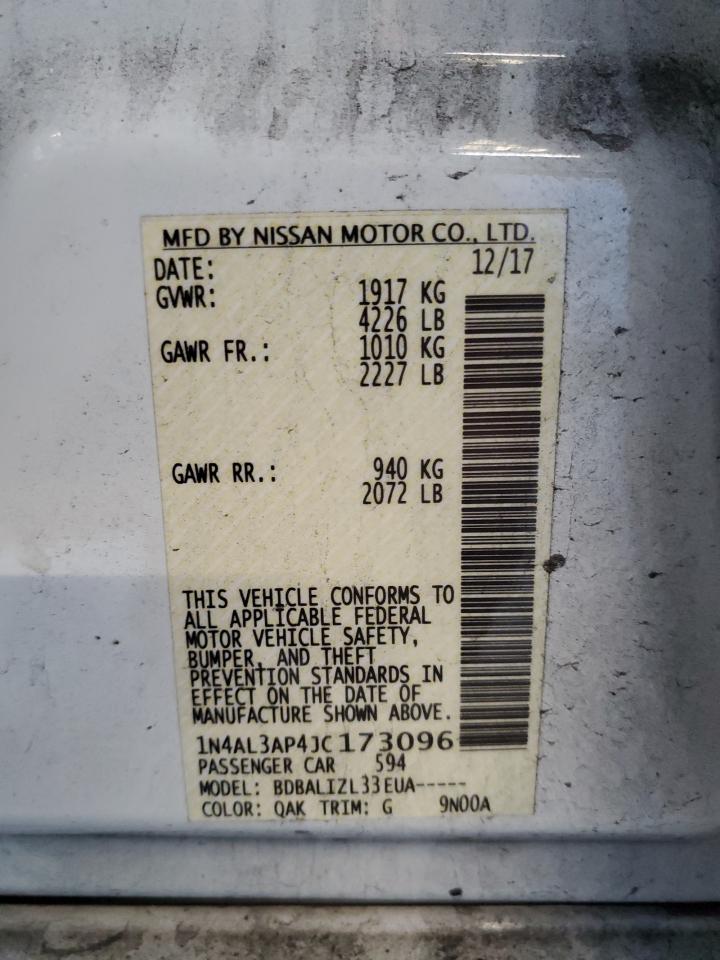 MFD BY NISSAN MOTOR CO., LTD.
DATE: 12/17
GVWR: 1917 KG
4226 LB
GAWR FR.: 1010 KG
2227 LB
GAWR RR.: 940 KG
2072 LB
THIS VEHICLE CONFORMS TO
ALL APPLICABLE FEDERAL
MOTOR VEHICLE SAFETY,
BUMPER, AND THEFT
PREVENTION STANDARDS IN
EFFECT ON THE DATE OF
MANUFACTURE SHOWN ABOVE.
1N4AL3AP4JC173096
PASSENGER CAR 594
MODEL: BDBALIZL33EUA-----
COLOR: QAK TRIM: G 9N00A